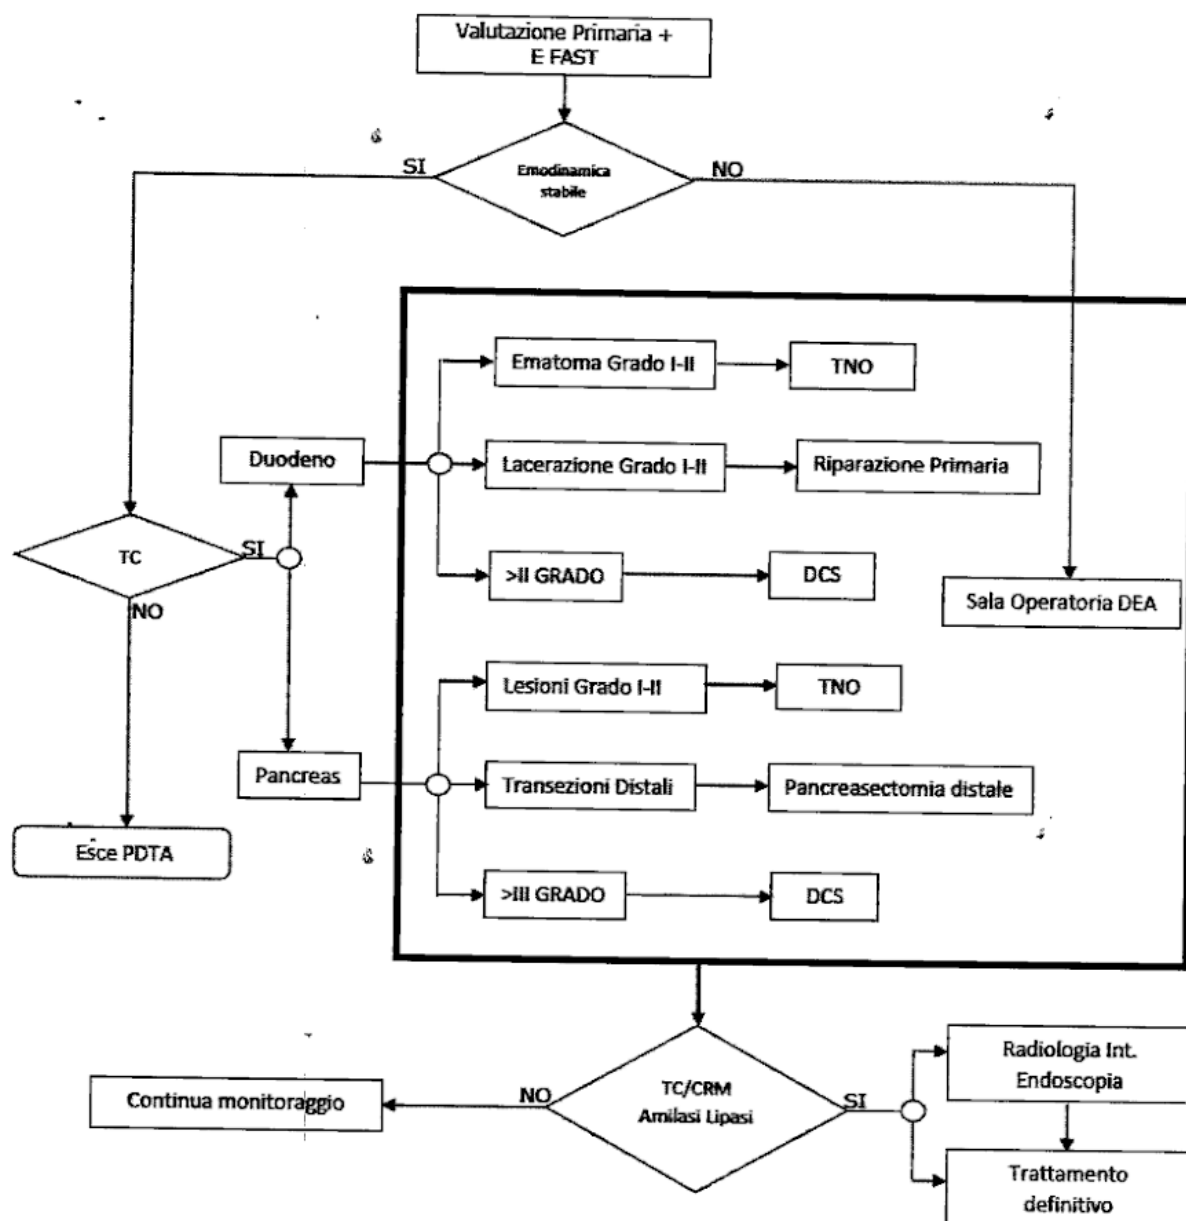 Valutazione Primaria +
E FAST
SI
Emodinamica
stabile
NO
Ematoma Grado I-II
TNO
Duodeno
Lacerazione Grado I-II
Riparazione Primaria
TC
SI
>II GRADO
DCS
Sala Operatoria DEA
NO
Lesioni Grado I-II
TNO
Pancreas
Transezioni Distali
Pancreasectomia distale
Esce PDTA
>III GRADO
DCS
Radiologia Int.
Endoscopia
Continua monitoraggio
NO
TC/CRM
Amilasi Lipasi
SI
Trattamento
definitivo